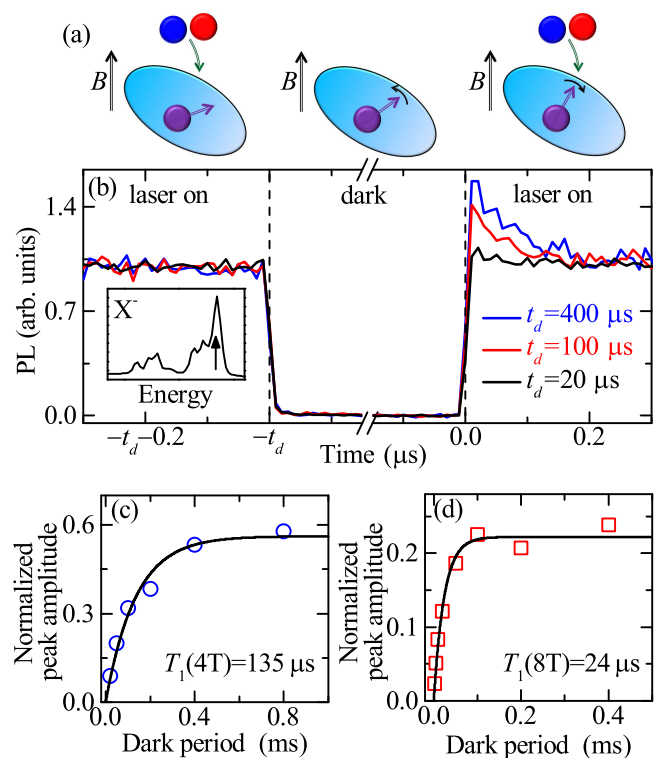 (a)
B
B
B
(b)
laser on
dark
laser on
1.4
0.7
0.0
PL (arb. units)
X⁻
Energy
t_d=400 μs
t_d=100 μs
t_d=20 μs
−t_d−0.2
−t_d
0.0
0.2
Time (μs)
(c)
0.6
0.3
0.0
Normalized
peak amplitude
T₁(4T)=135 μs
0.0
0.4
0.8
Dark period (ms)
(d)
0.2
0.1
0.0
Normalized
peak amplitude
T₁(8T)=24 μs
0.0
0.2
0.4
Dark period (ms)